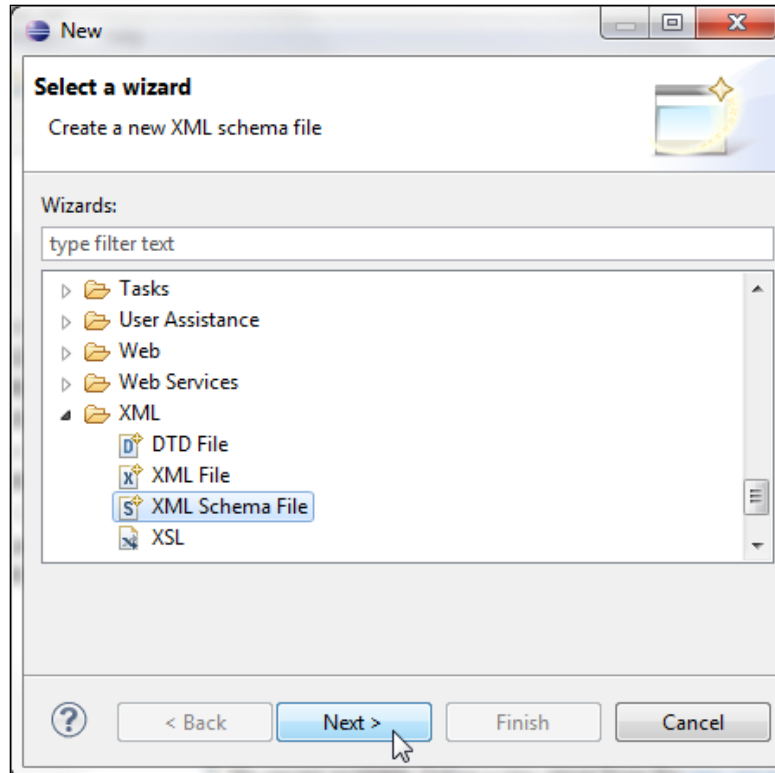 New
Select a wizard
Create a new XML schema file
Wizards:
type filter text
Tasks
User Assistance
Web
Web Services
XML
DTD File
XML File
XML Schema File
XSL
< Back Next > Finish Cancel